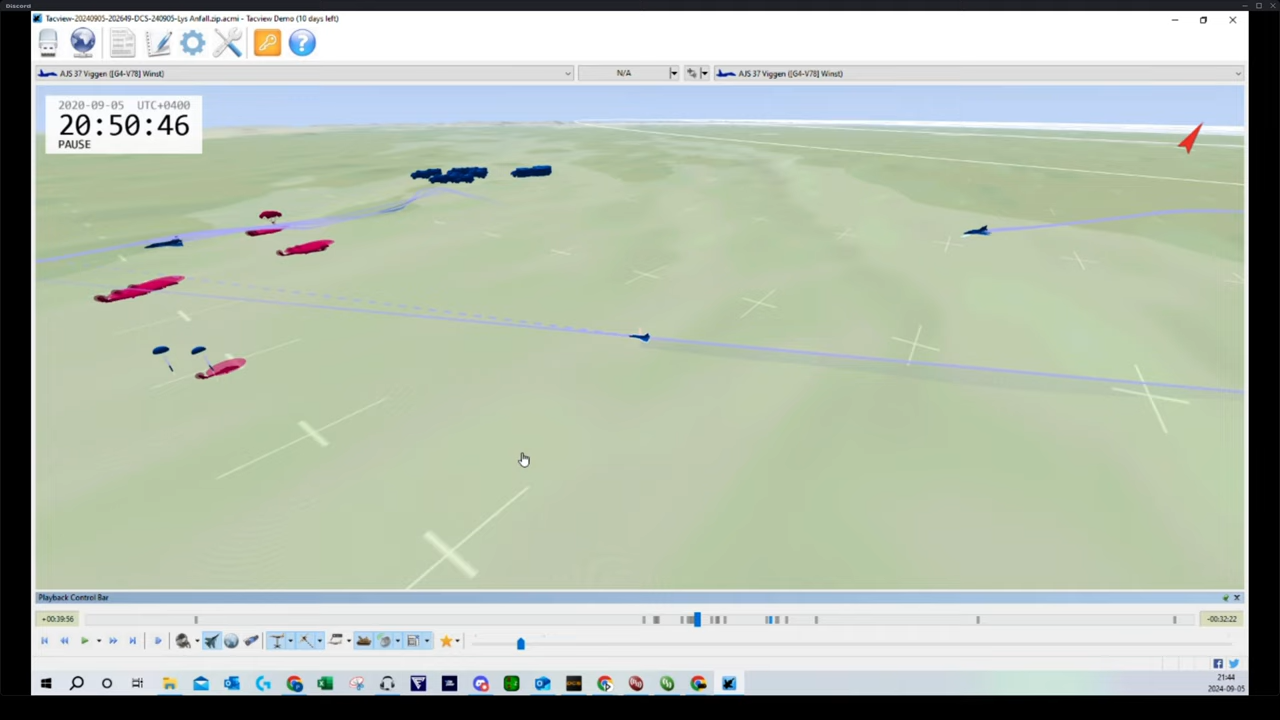 Discord
Tacview-20240905-202649-DCS-240905-Lys Anfall.zip.acmi - Tacview Demo (10 days left)
AJS 37 Viggen ([G4-V78] Winst)
N/A
AJS 37 Viggen ([G4-V78] Winst)
2020-09-05 UTC+0400
20:50:46
PAUSE
Playback Control Bar
+00:39:56
-00:32:22
21:44
2024-09-05